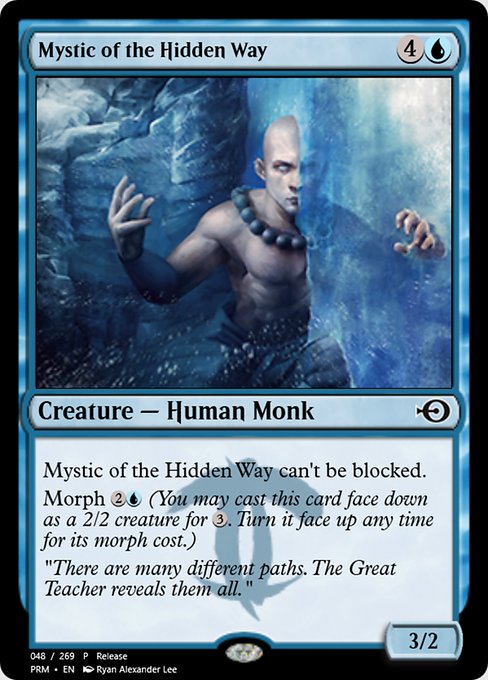 Mystic of the Hidden Way 4
Creature — Human Monk
Mystic of the Hidden Way can't be blocked.
Morph 2 (You may cast this card face down
as a 2/2 creature for 3. Turn it face up any time
for its morph cost.)
"There are many different paths. The Great
Teacher reveals them all."
3/2
048 / 269 P Release
PRM • EN Ryan Alexander Lee